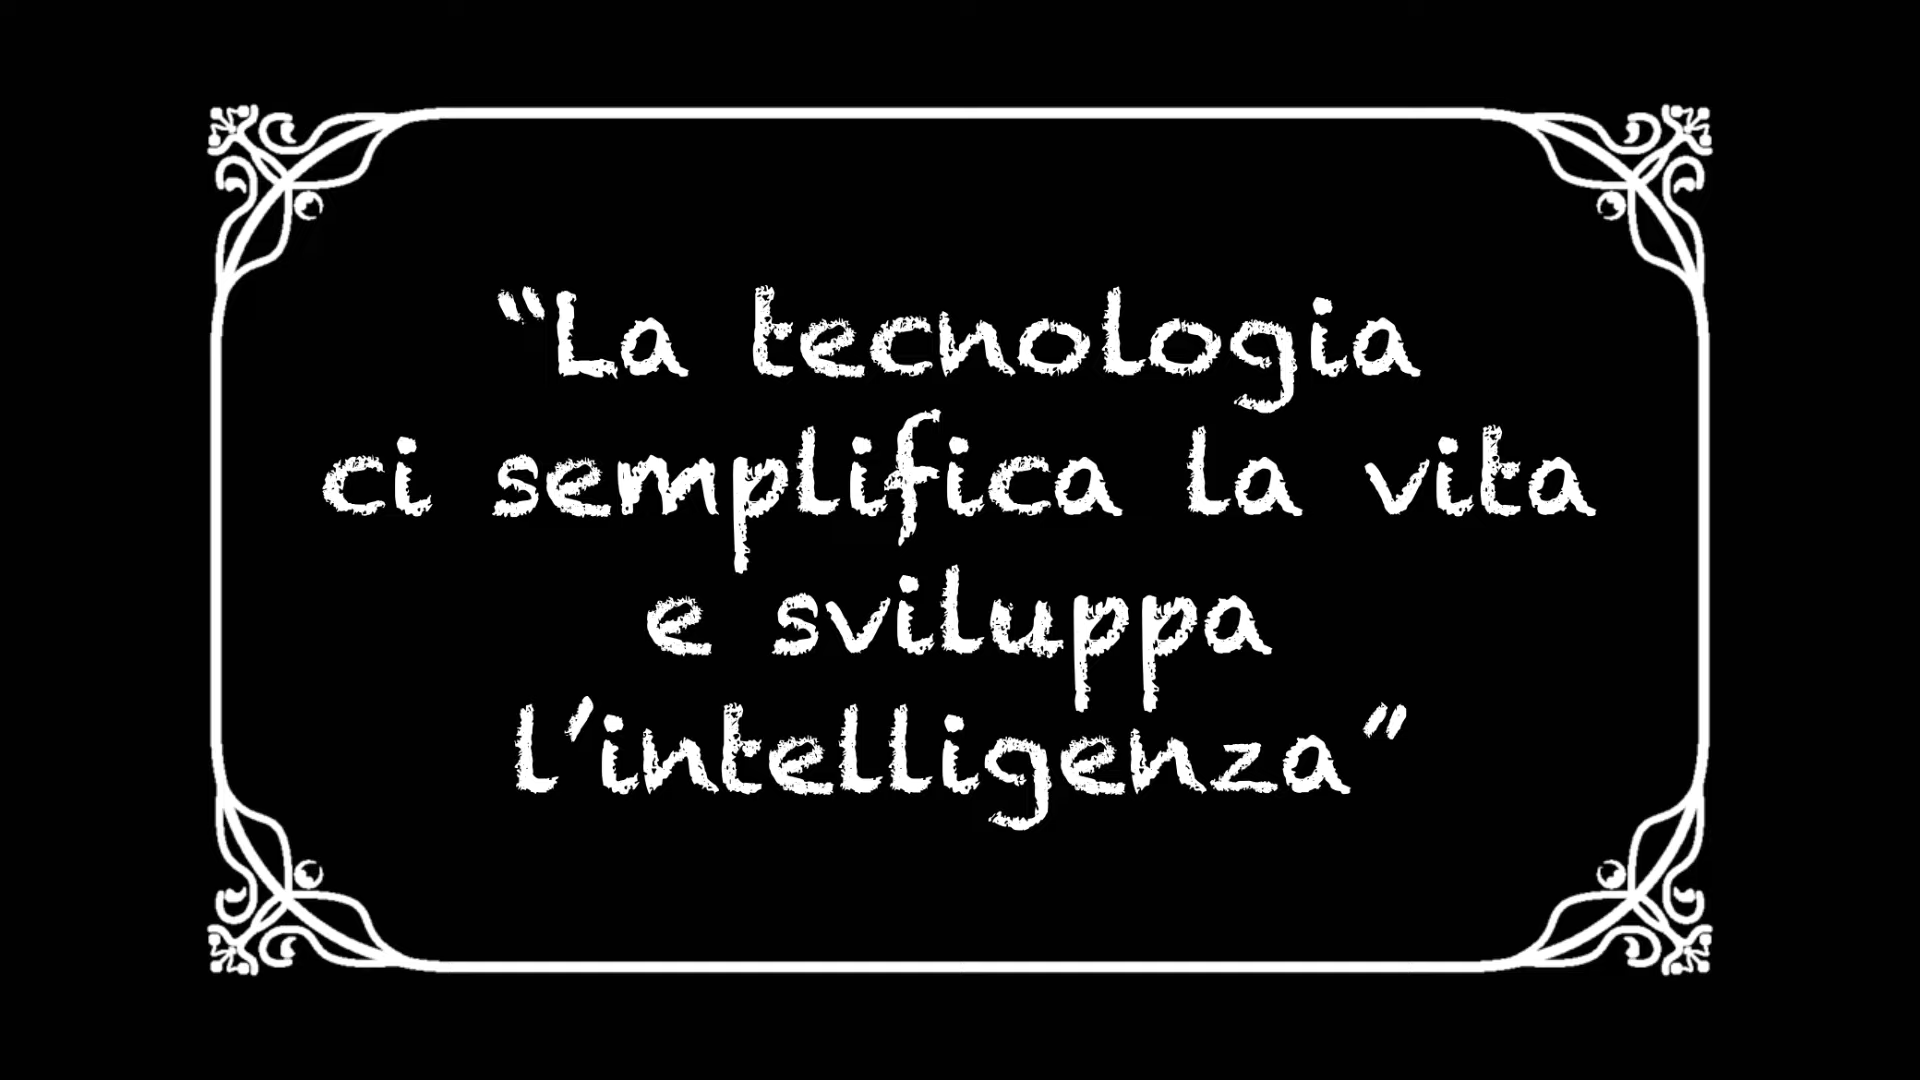 “La tecnologia
ci semplifica la vita
e sviluppa
l’intelligenza”